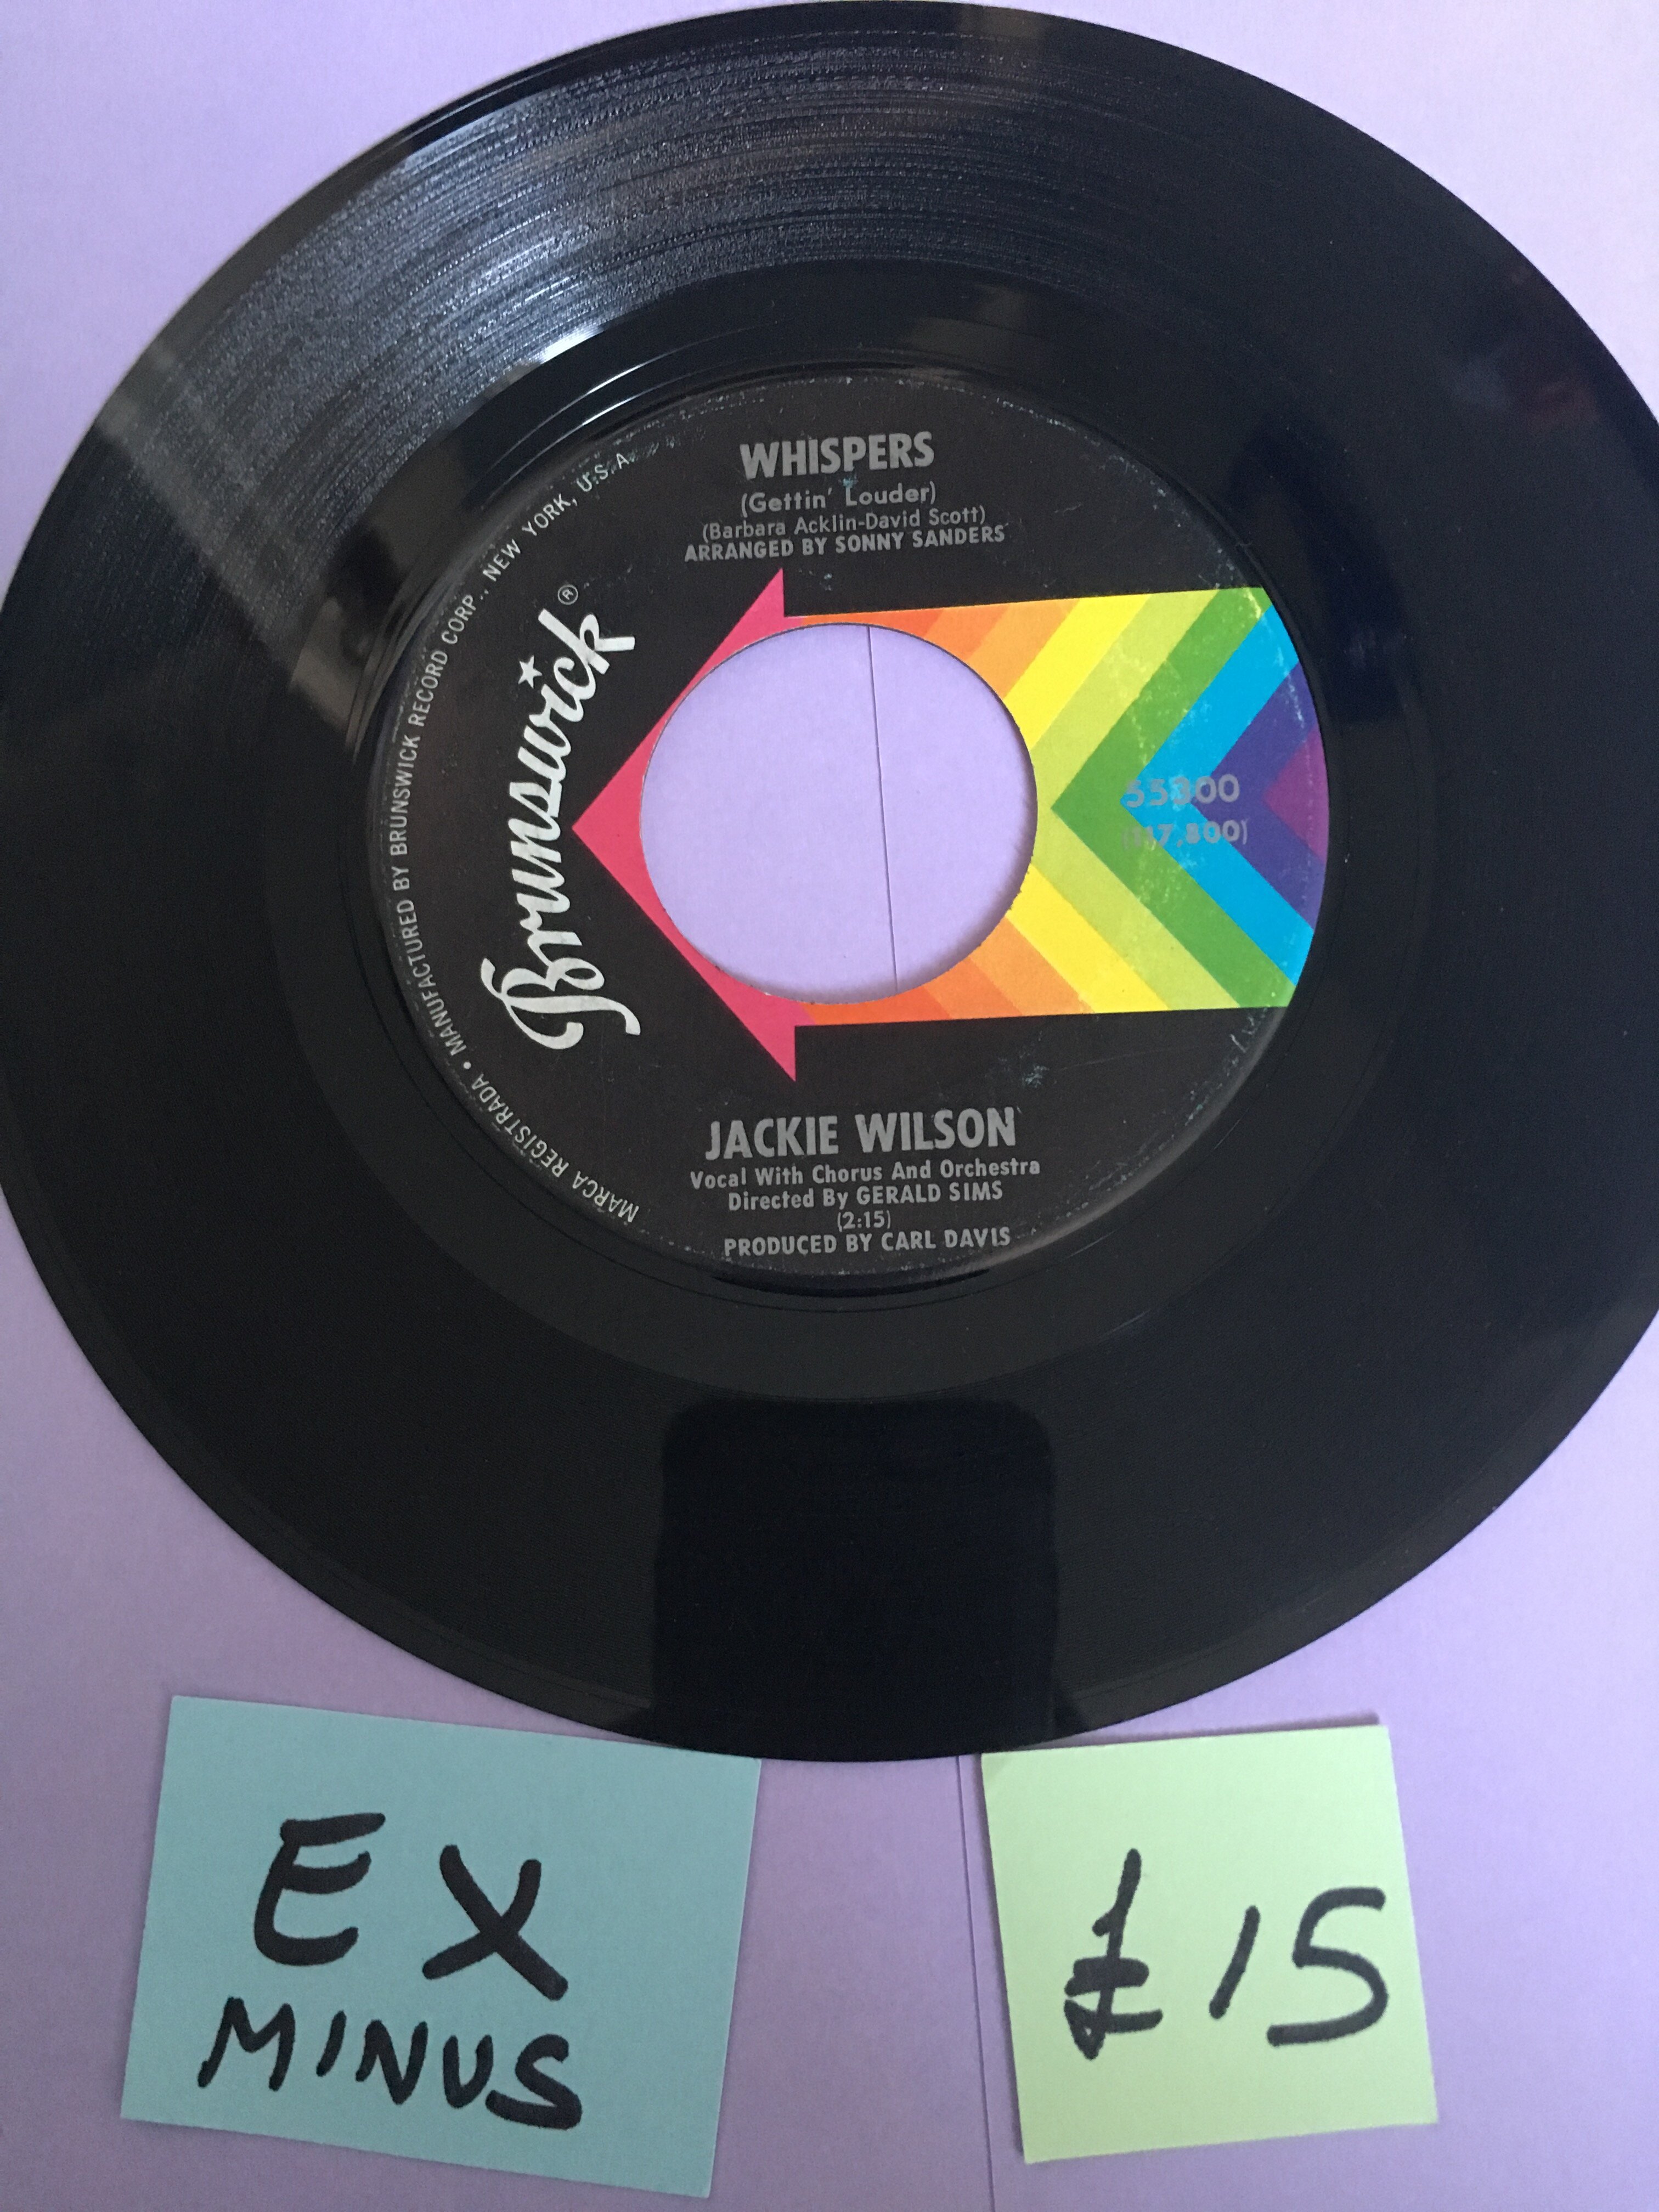 WHISPERS
(Gettin' Louder)
(Barbara Acklin-David Scott)
ARRANGED BY SONNY SANDERS
Brunswick®
MARCA REGISTRADA • MANUFACTURED BY BRUNSWICK RECORD CORP., NEW YORK, U.S.A.
55300
JACKIE WILSON
Vocal With Chorus And Orchestra
Directed By GERALD SIMS
(2:15)
PRODUCED BY CARL DAVIS
EX
MINUS
£15